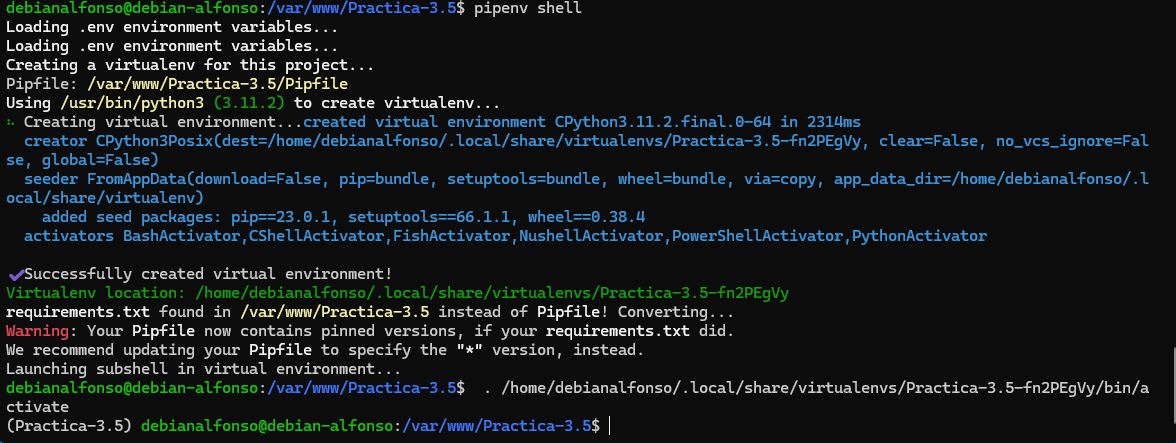 debianalfonso@debian-alfonso:/var/www/Practica-3.5$ pipenv shell
Loading .env environment variables...
Loading .env environment variables...
Creating a virtualenv for this project...
Pipfile: /var/www/Practica-3.5/Pipfile
Using /usr/bin/python3 (3.11.2) to create virtualenv...
⠦ Creating virtual environment...created virtual environment CPython3.11.2.final.0-64 in 2314ms
  creator CPython3Posix(dest=/home/debianalfonso/.local/share/virtualenvs/Practica-3.5-fn2PEgVy, clear=False, no_vcs_ignore=Fal
se, global=False)
  seeder FromAppData(download=False, pip=bundle, setuptools=bundle, wheel=bundle, via=copy, app_data_dir=/home/debianalfonso/.l
ocal/share/virtualenv)
    added seed packages: pip==23.0.1, setuptools==66.1.1, wheel==0.38.4
  activators BashActivator,CShellActivator,FishActivator,NushellActivator,PowerShellActivator,PythonActivator
✔Successfully created virtual environment!
Virtualenv location: /home/debianalfonso/.local/share/virtualenvs/Practica-3.5-fn2PEgVy
requirements.txt found in /var/www/Practica-3.5 instead of Pipfile! Converting...
Warning: Your Pipfile now contains pinned versions, if your requirements.txt did.
We recommend updating your Pipfile to specify the "*" version, instead.
Launching subshell in virtual environment...
debianalfonso@debian-alfonso:/var/www/Practica-3.5$  . /home/debianalfonso/.local/share/virtualenvs/Practica-3.5-fn2PEgVy/bin/a
ctivate
(Practica-3.5) debianalfonso@debian-alfonso:/var/www/Practica-3.5$